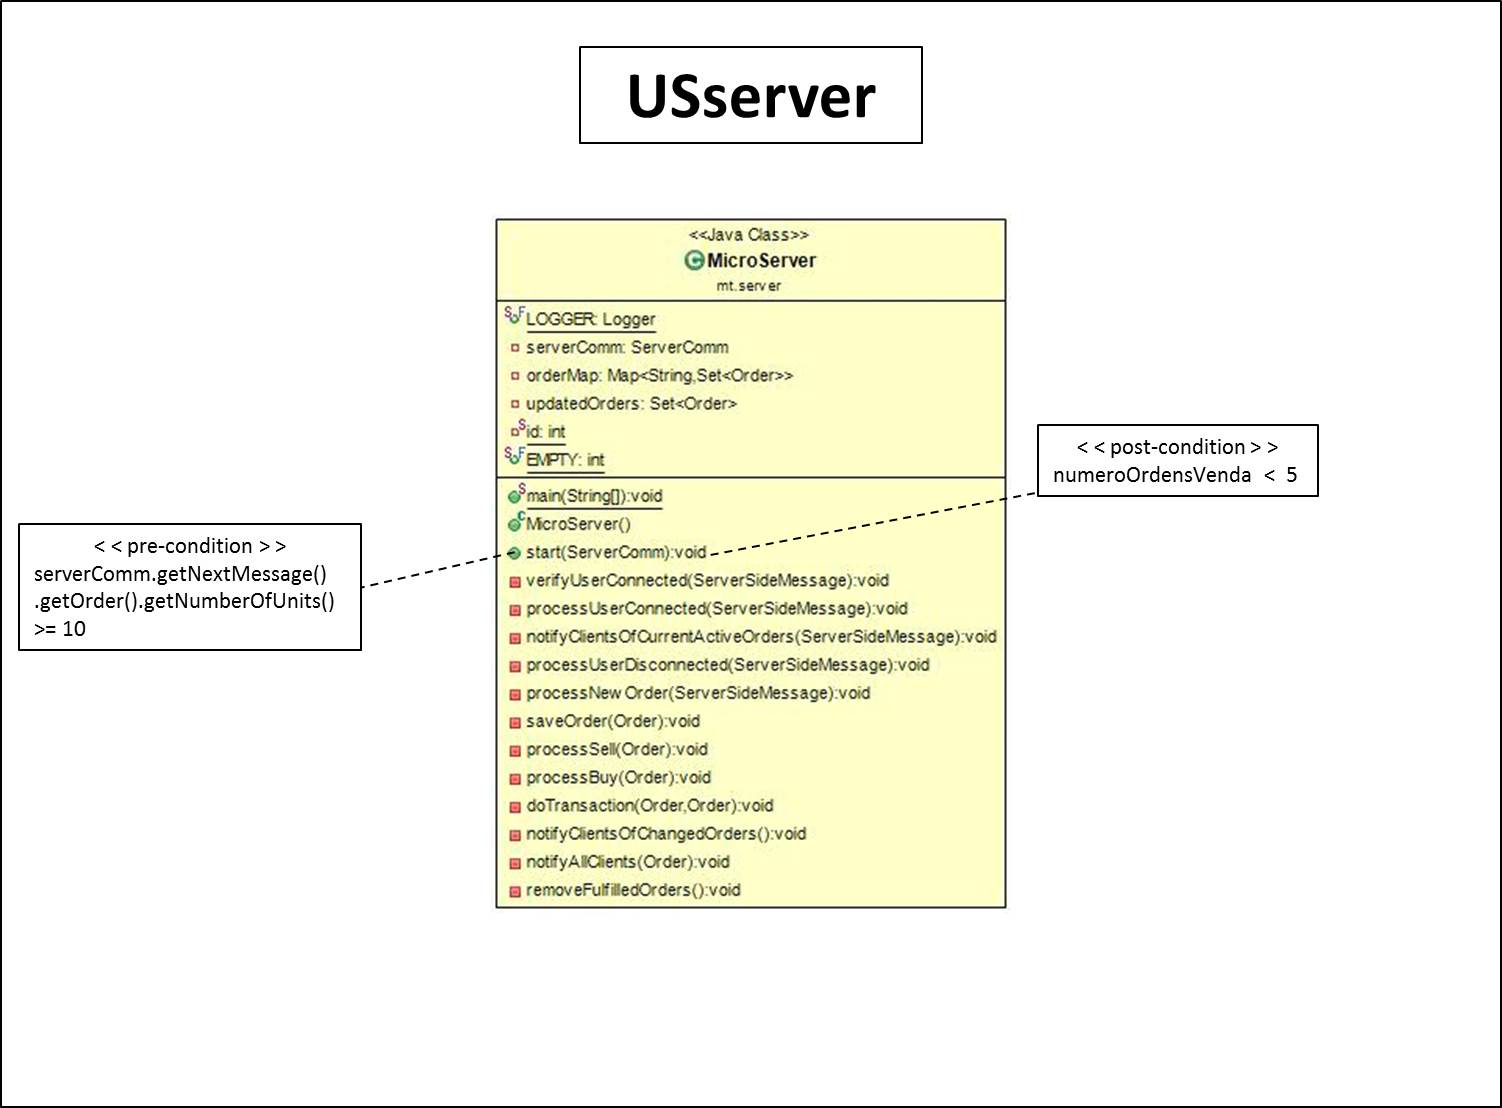 USserver
<<Java Class>>
MicroServer
mt.server
LOGGER: Logger
serverComm: ServerComm
orderMap: Map<String,Set<Order>>
updatedOrders: Set<Order>
id: int
EMPTY: int
main(String[]):void
MicroServer()
start(ServerComm):void
verifyUserConnected(ServerSideMessage):void
processUserConnected(ServerSideMessage):void
notifyClientsOfCurrentActiveOrders(ServerSideMessage):void
processUserDisconnected(ServerSideMessage):void
processNewOrder(ServerSideMessage):void
saveOrder(Order):void
processSell(Order):void
processBuy(Order):void
doTransaction(Order,Order):void
notifyClientsOfChangedOrders():void
notifyAllClients(Order):void
removeFulfilledOrders():void
< < pre-condition > >
serverComm.getNextMessage()
.getOrder().getNumberOfUnits()
>= 10
< < post-condition > >
numeroOrdensVenda < 5